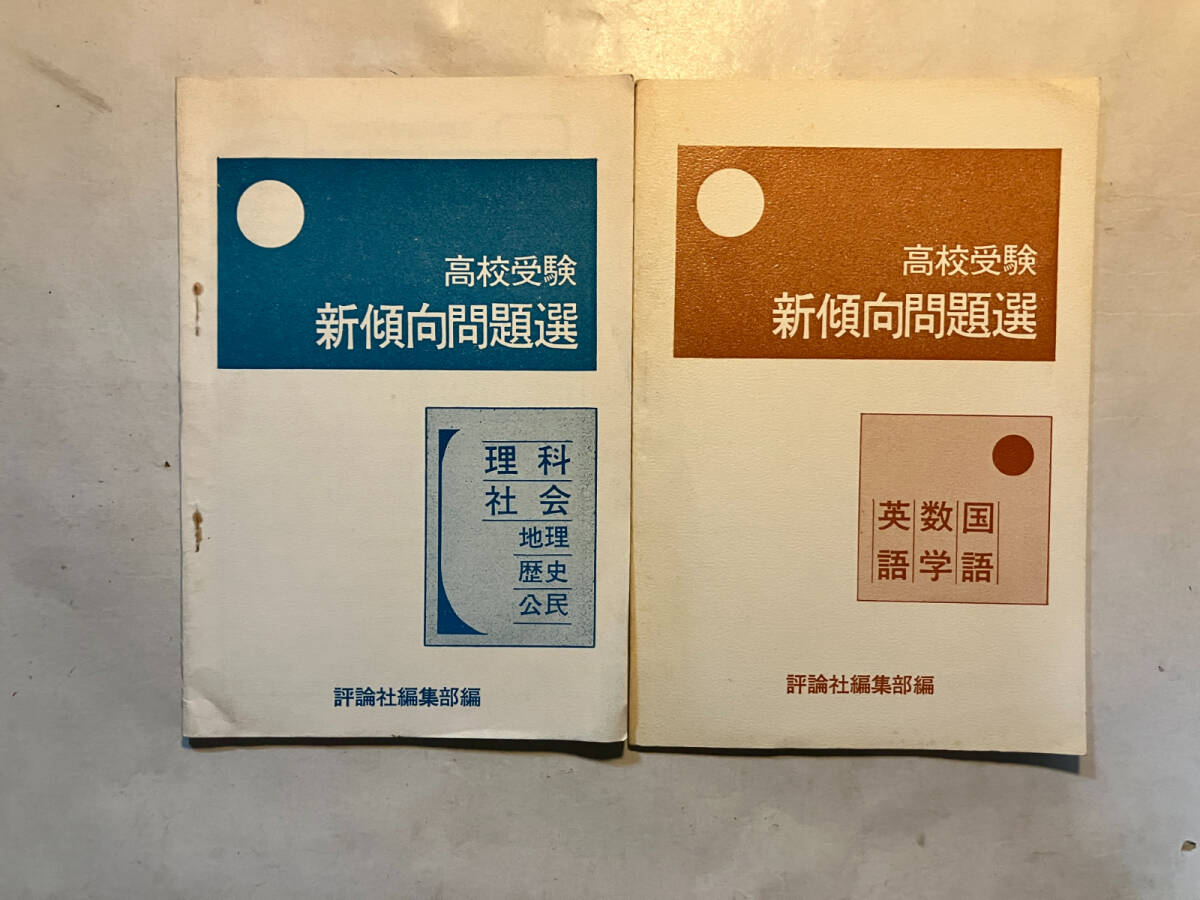 高校受験
新傾向問題選
理科
社会
地理
歴史
公民
評論社編集部編
高校受験
新傾向問題選
国語
数学
英語
評論社編集部編